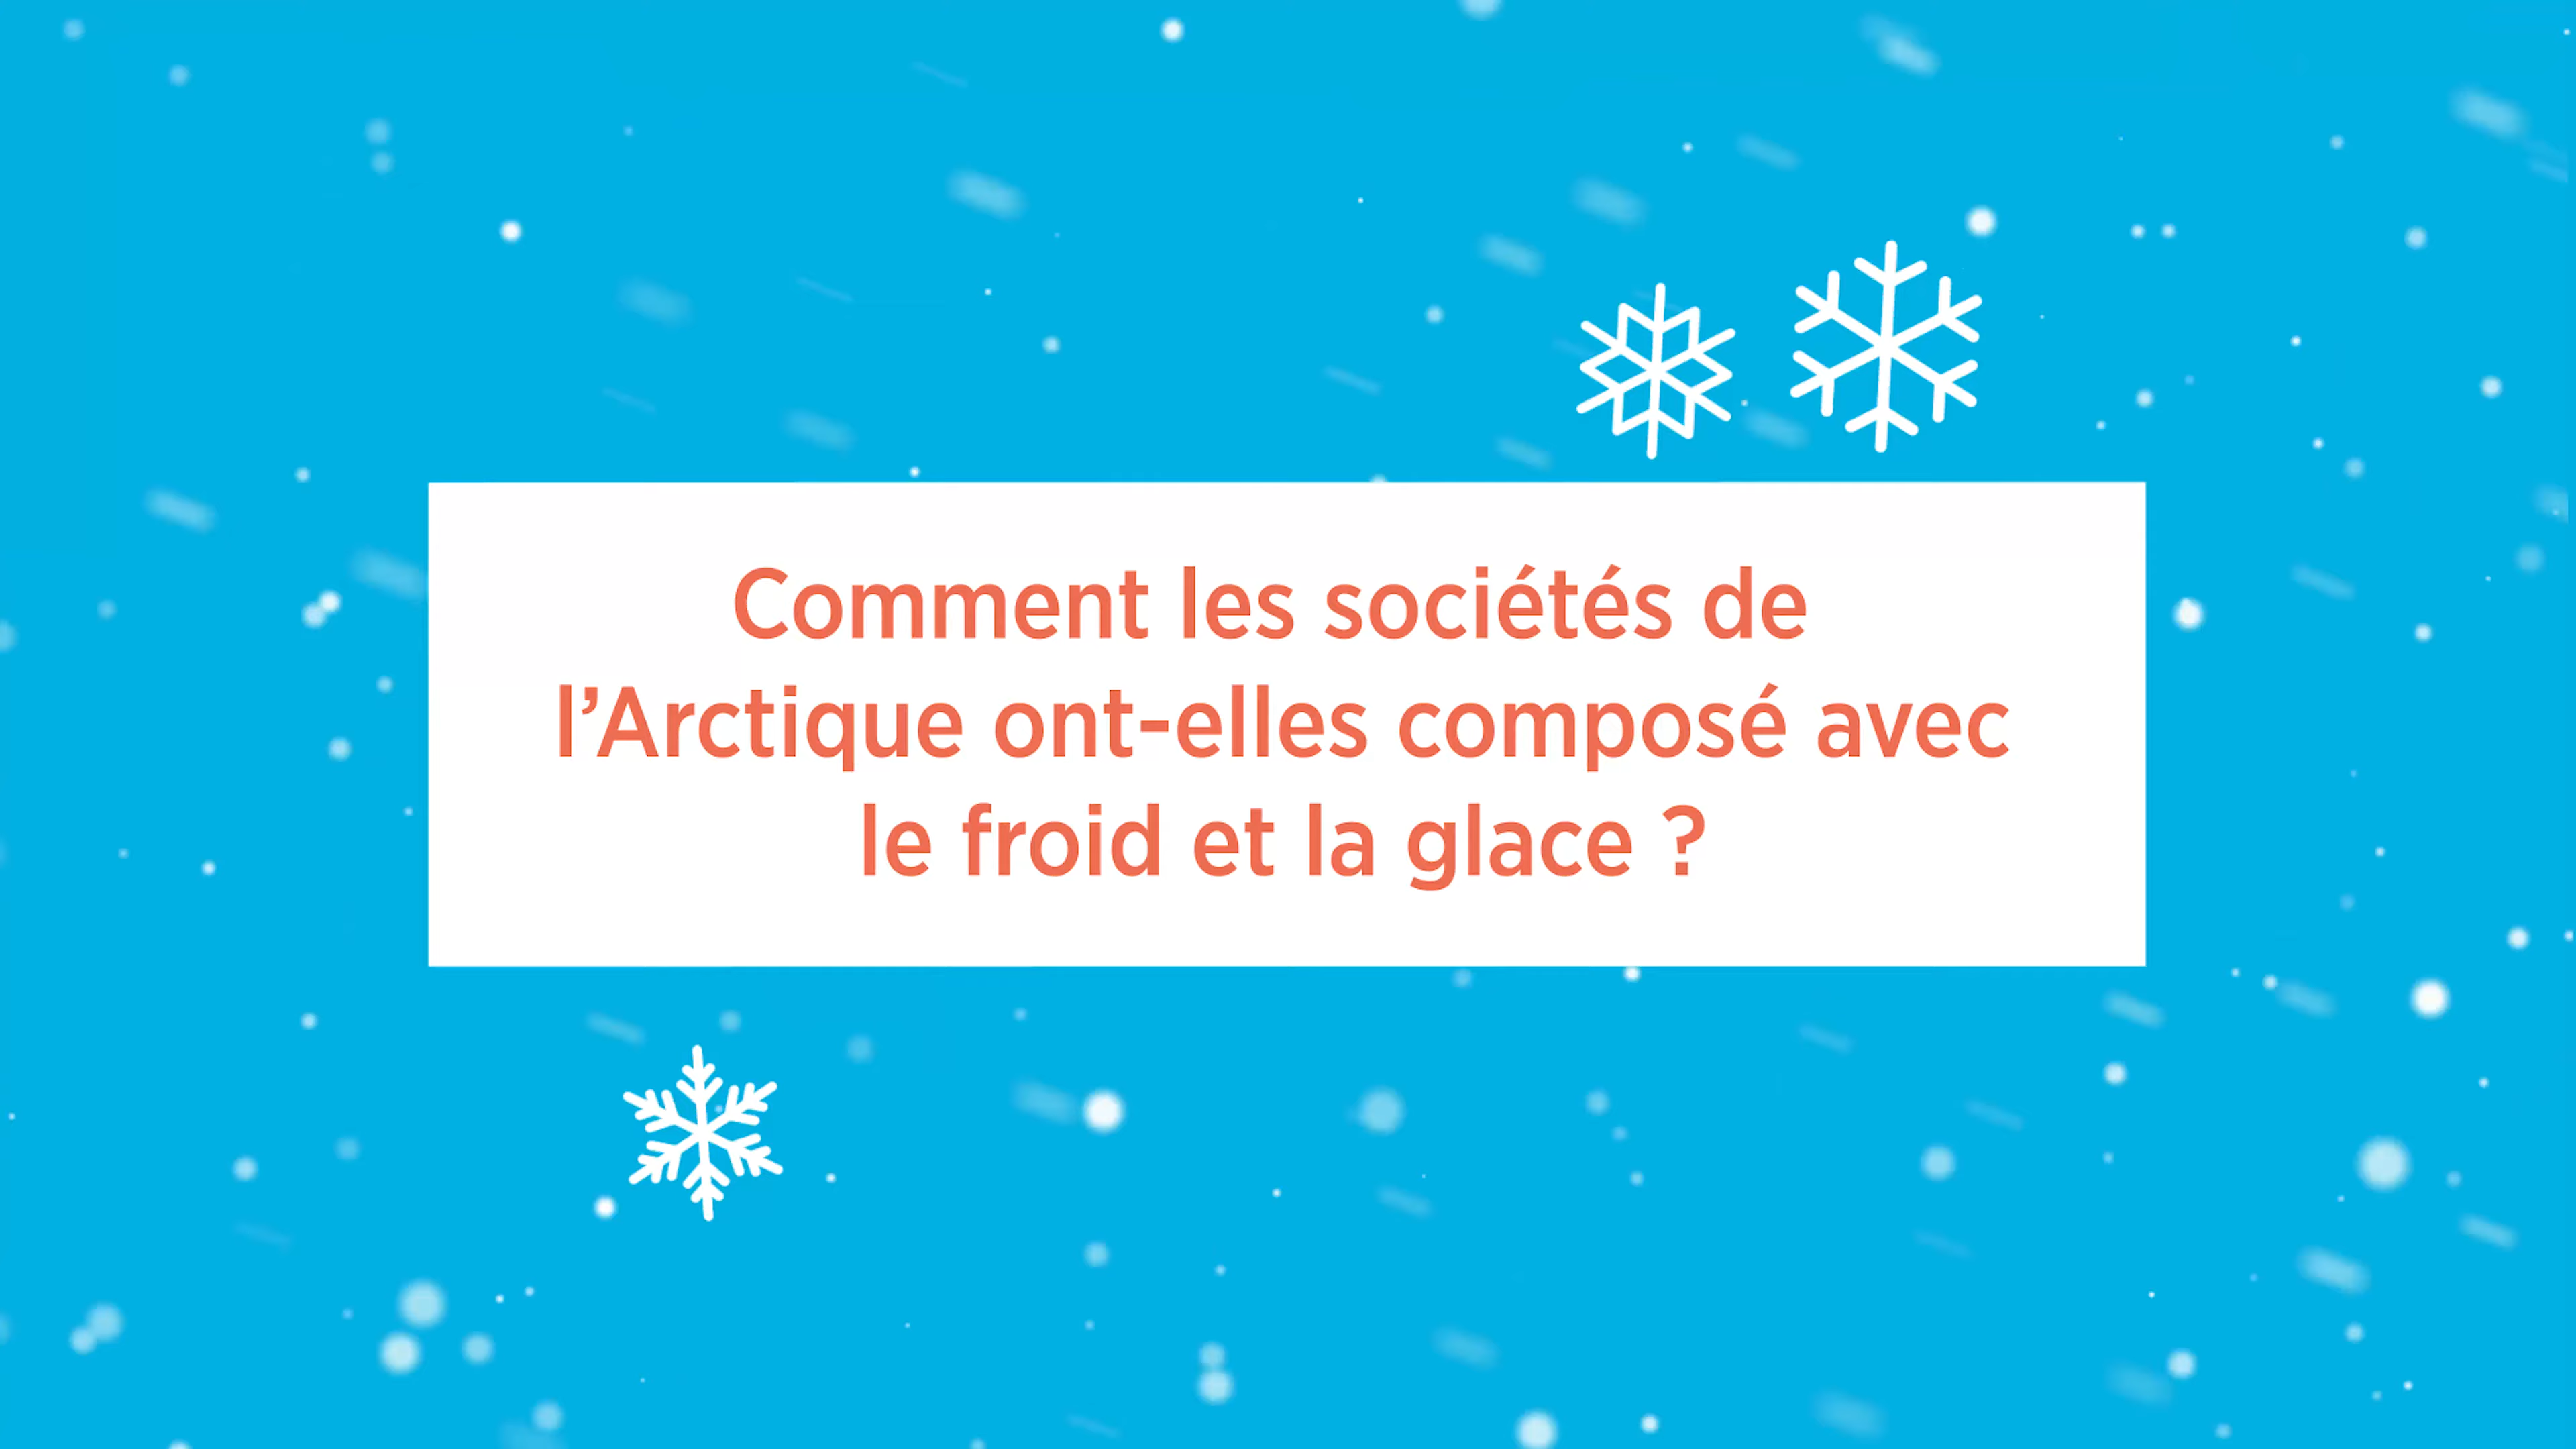 Comment les sociétés de
l’Arctique ont-elles composé avec
le froid et la glace ?